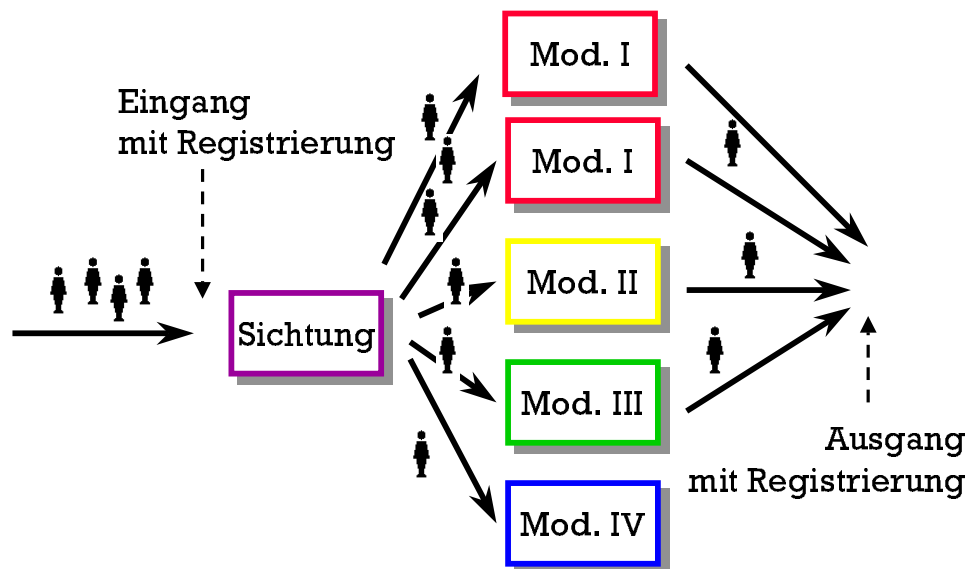 Mod. I
Eingang
mit Registrierung
Mod. I
Mod. II
Sichtung
Mod. III
Ausgang
mit Registrierung
Mod. IV